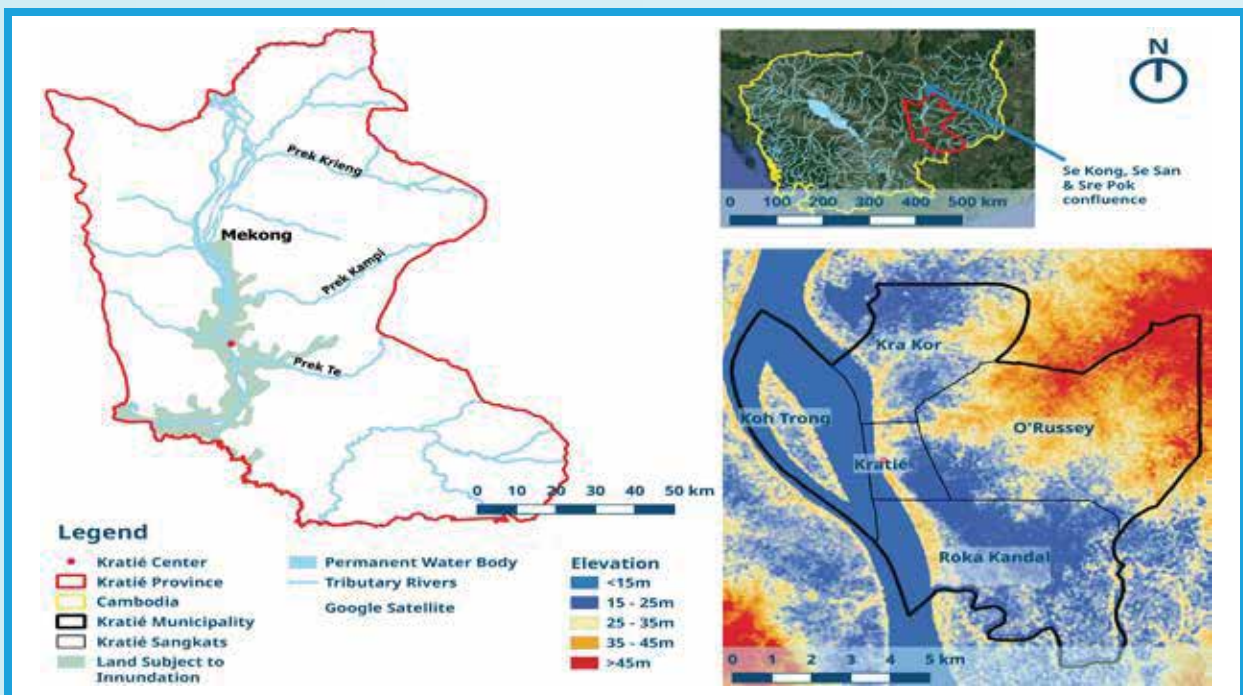 Prek Krieng
Mekong
Prek Kampi
Prek Te
0 10 20 30 40 50 km
Legend
Kratié Center
Kratié Province
Cambodia
Kratié Municipality
Kratié Sangkats
Land Subject to
Innundation
Permanent Water Body
Tributary Rivers
Google Satellite
Elevation
<15m
15 - 25m
25 - 35m
35 - 45m
>45m
0 100 200 300 400 500 km
N
Se Kong, Se San
& Sre Pok
confluence
Kra Kor
Koh Trong
O'Russey
Kratié
Roka Kandal
0 1 2 3 4 5 km